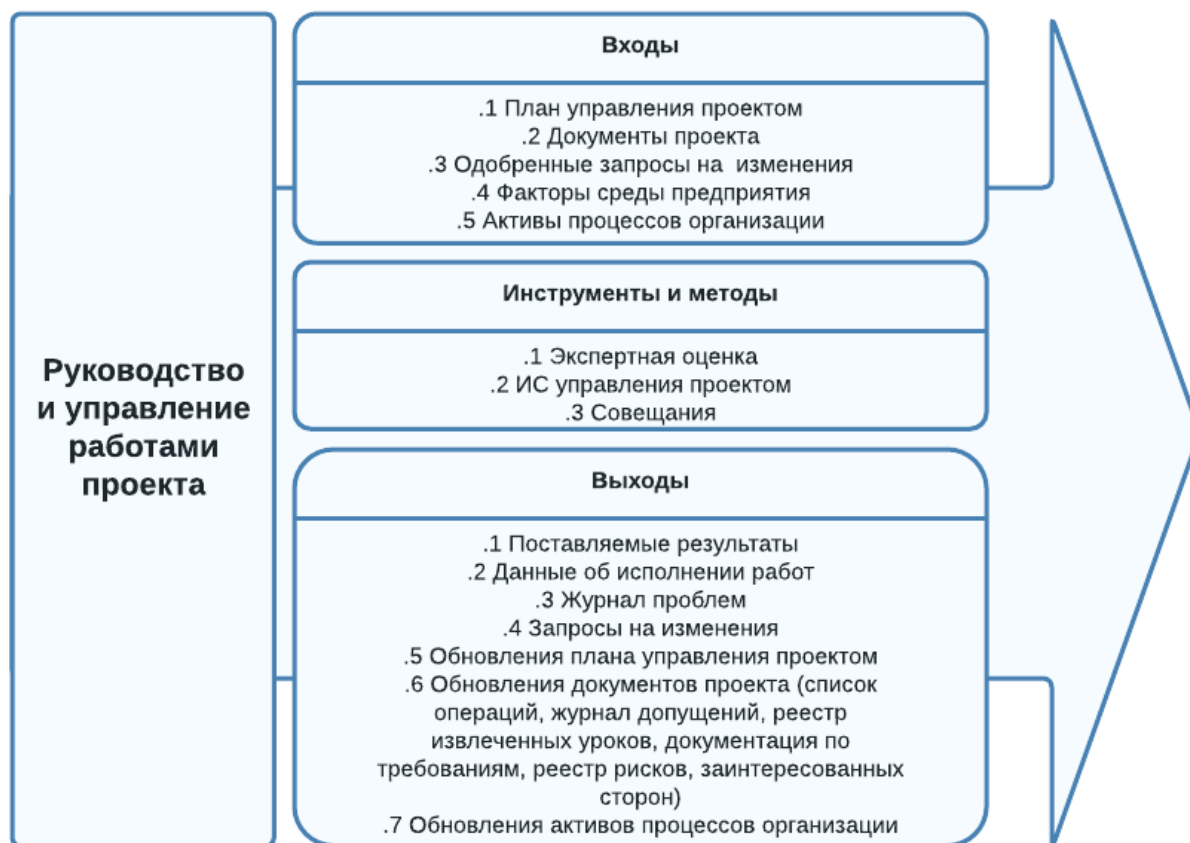 Руководство
и управление
работами
проекта
Входы
.1 План управления проектом
.2 Документы проекта
.3 Одобренные запросы на  изменения
.4 Факторы среды предприятия
.5 Активы процессов организации
Инструменты и методы
.1 Экспертная оценка
.2 ИС управления проектом
.3 Совещания
Выходы
.1 Поставляемые результаты
.2 Данные об исполнении работ
.3 Журнал проблем
.4 Запросы на изменения
.5 Обновления плана управления проектом
.6 Обновления документов проекта (список
операций, журнал допущений, реестр
извлеченных уроков, документация по
требованиям, реестр рисков, заинтересованных
сторон)
.7 Обновления активов процессов организации